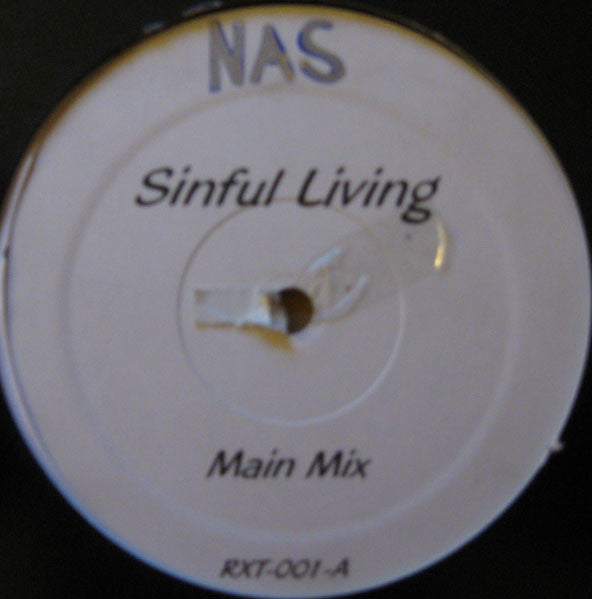 NAS
Sinful Living
Main Mix
RXT-001-A